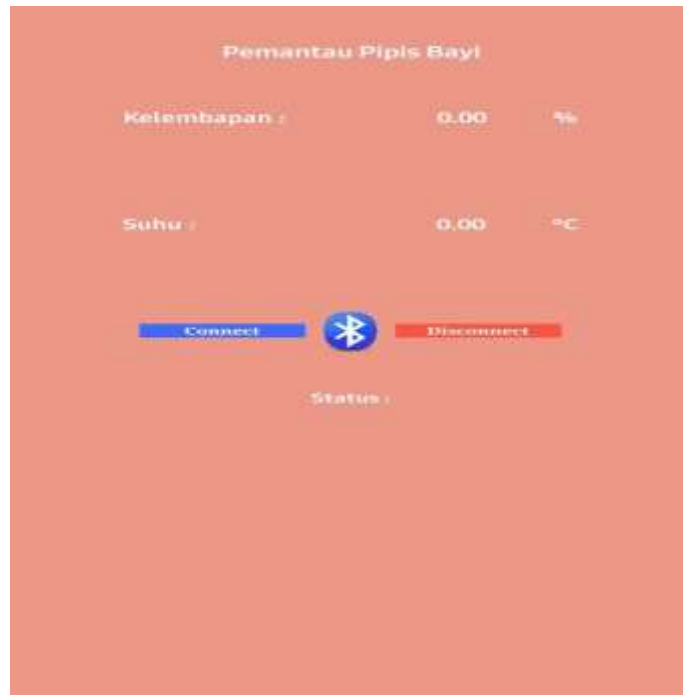 Pemantau Pipis Bayi
Kelembapan : 0.00 %
Suhu : 0.00 °C
Connect Disconnect
Status :